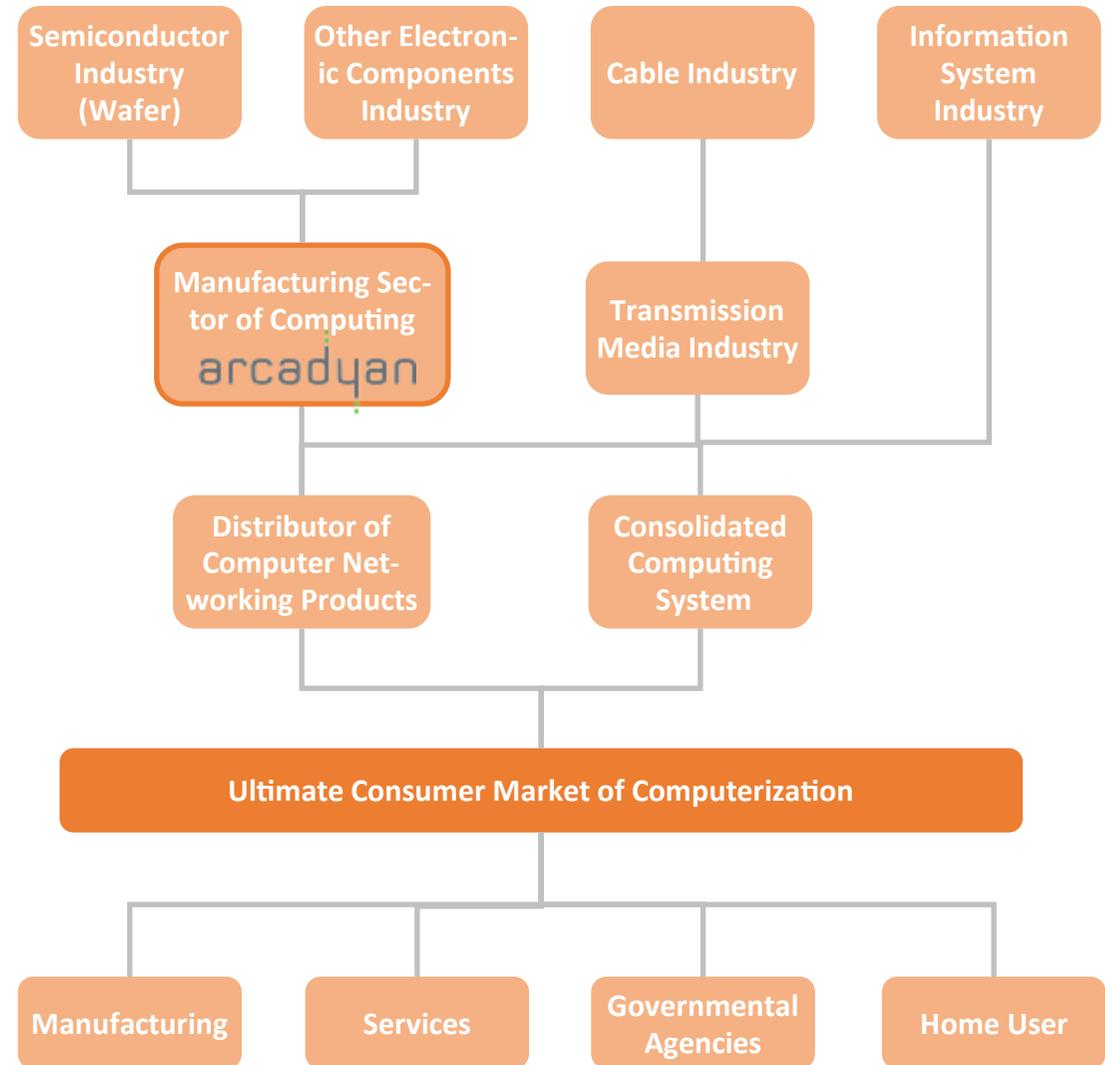 Semiconductor
Industry
(Wafer)
Other Electron-
ic Components
Industry
Cable Industry
Information
System
Industry
Manufacturing Sec-
tor of Computing
arcadyan
Transmission
Media Industry
Distributor of
Computer Net-
working Products
Consolidated
Computing
System
Ultimate Consumer Market of Computerization
Manufacturing
Services
Governmental
Agencies
Home User